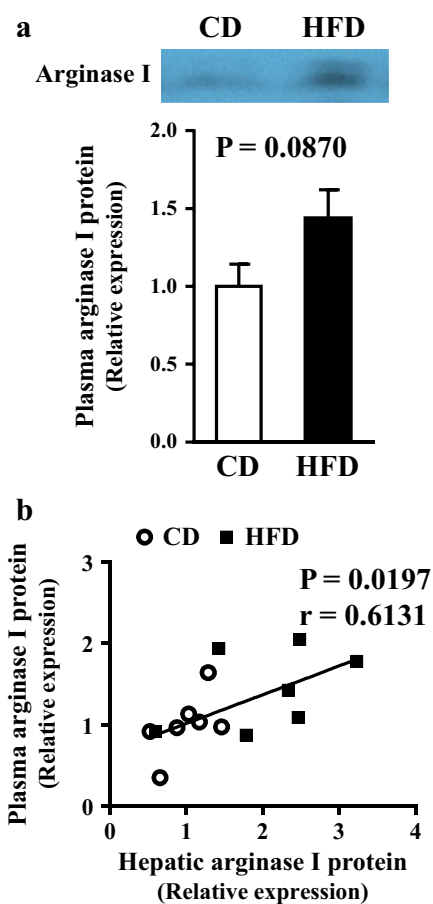 a
CD HFD
Arginase I
P = 0.0870
Plasma arginase I protein
(Relative expression)
2.0
1.5
1.0
0.5
0.0
CD HFD
b
CD HFD
P = 0.0197
r = 0.6131
Plasma arginase I protein
(Relative expression)
3
2
1
0
0 1 2 3 4
Hepatic arginase I protein
(Relative expression)